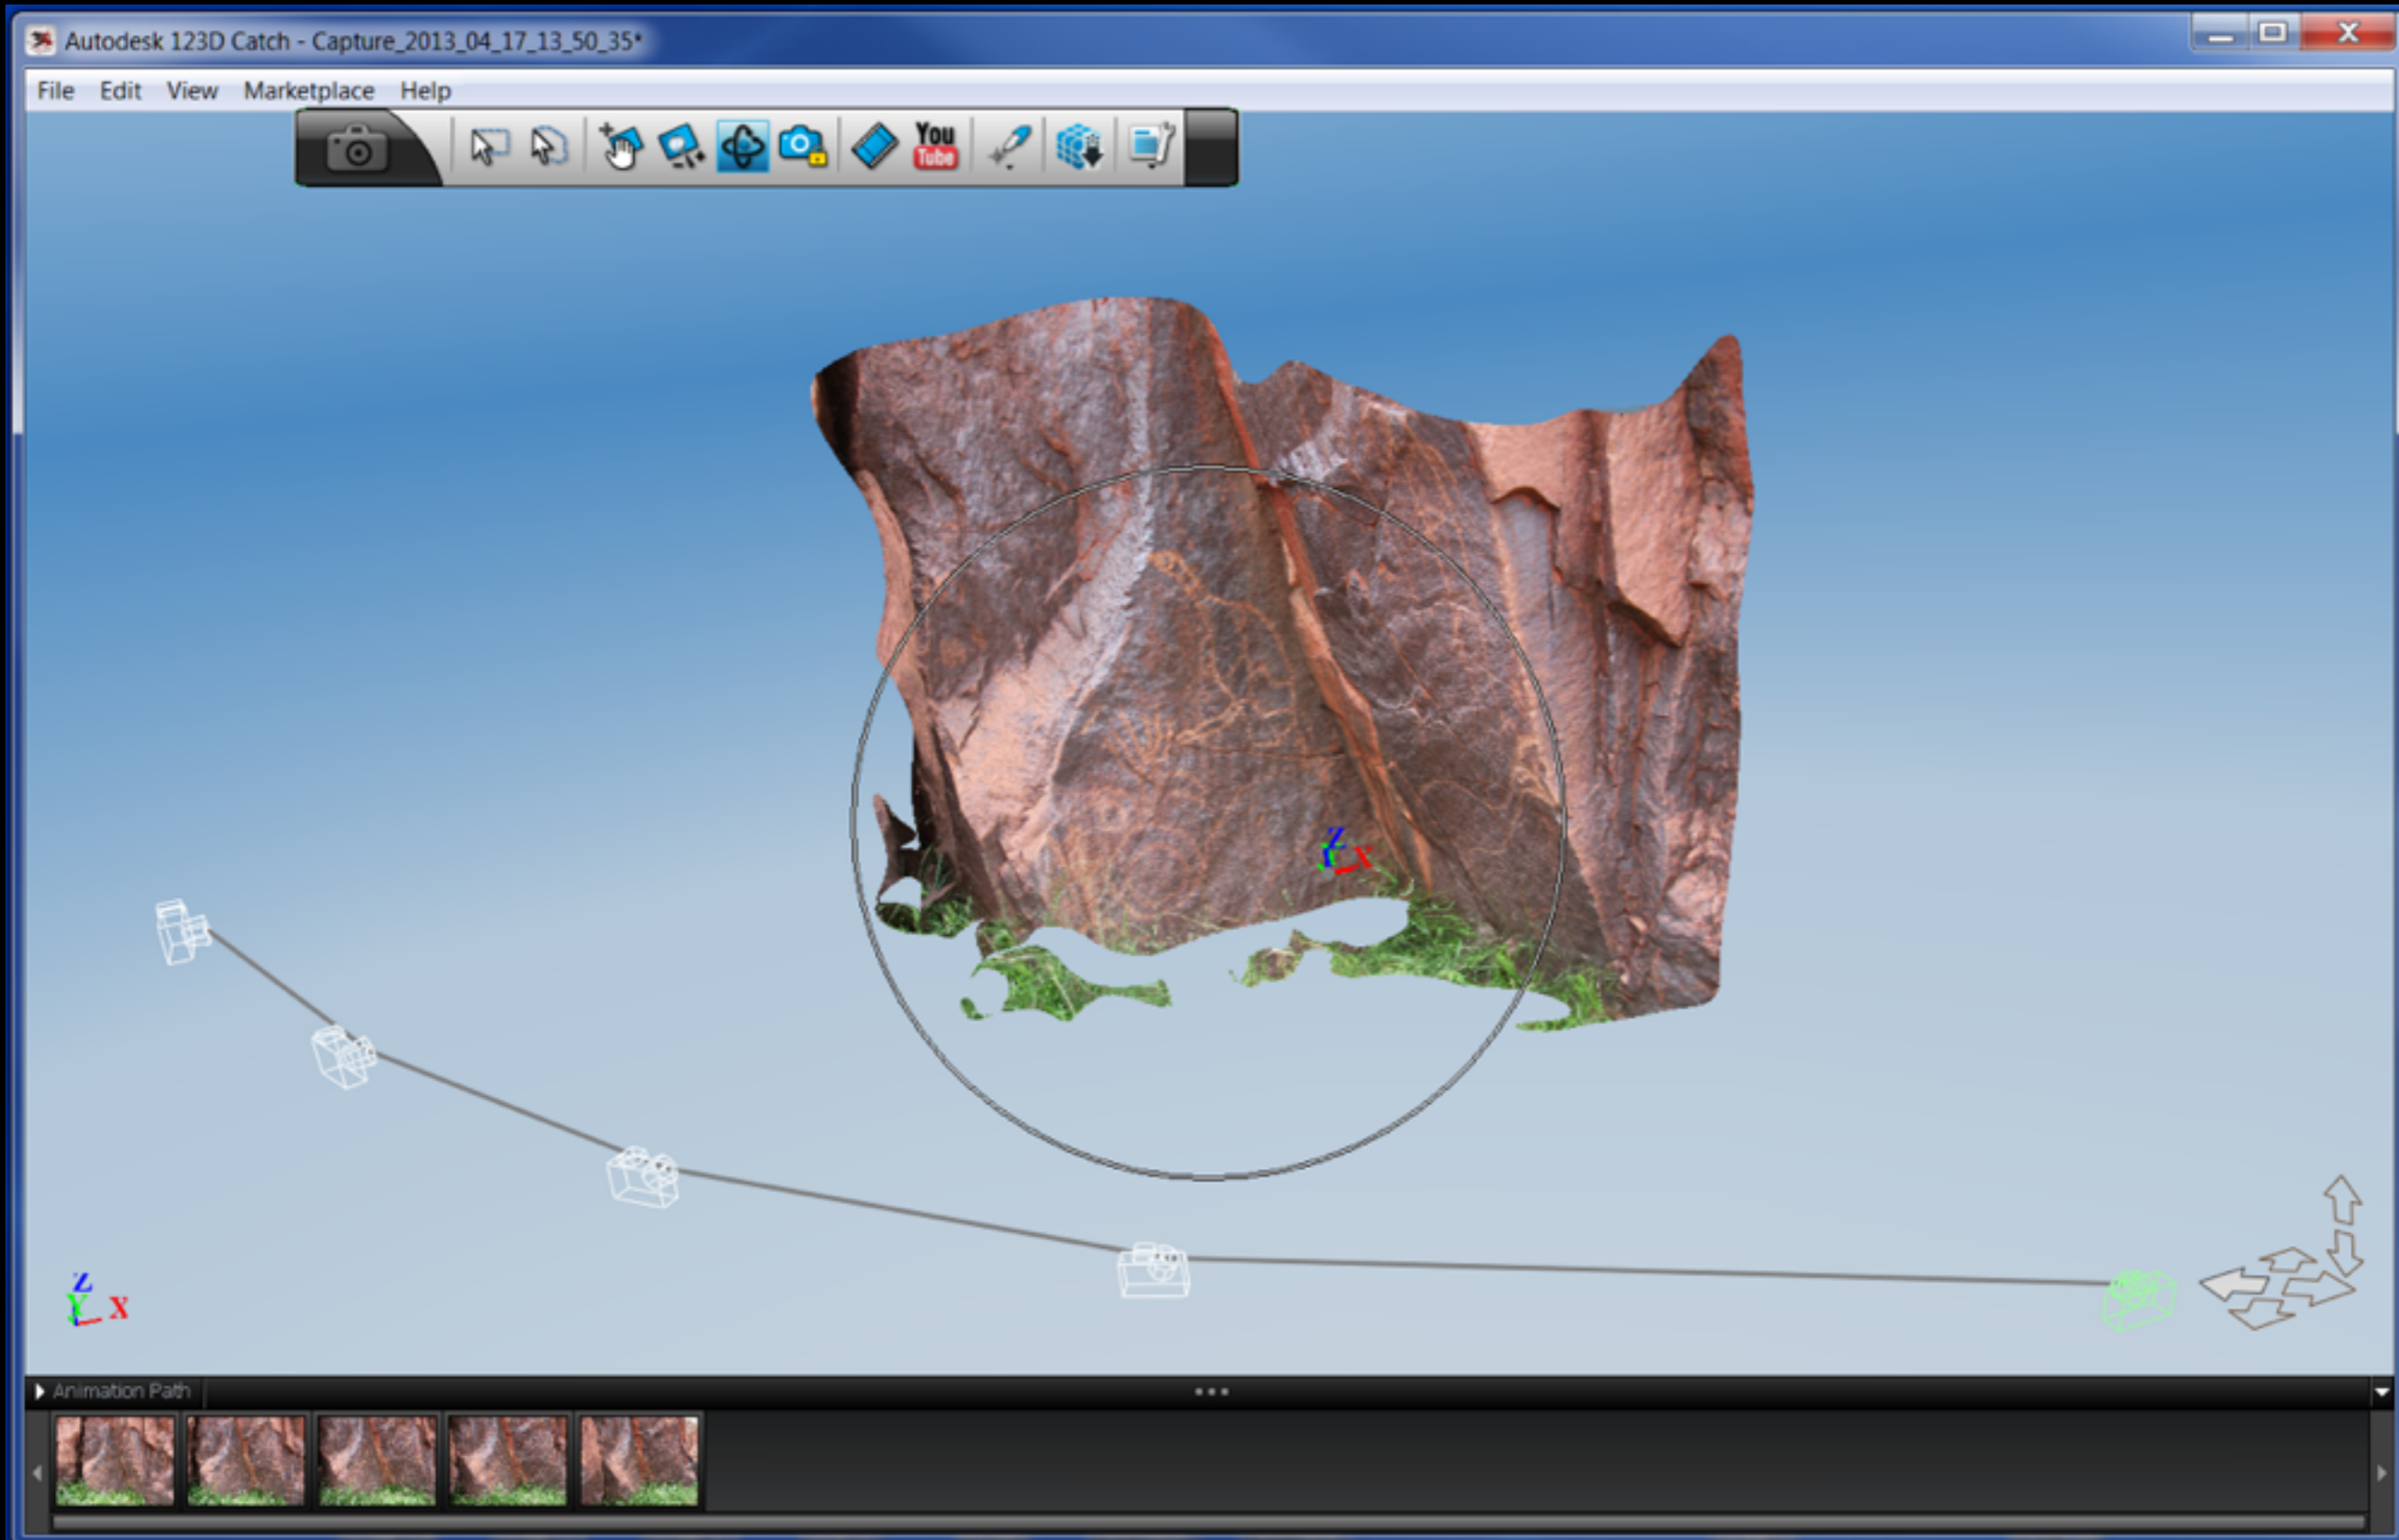 Autodesk 123D Catch - Capture_2013_04_17_13_50_35*
File Edit View Marketplace Help
You
Tube
Z
X
Z
Y X
Animation Path